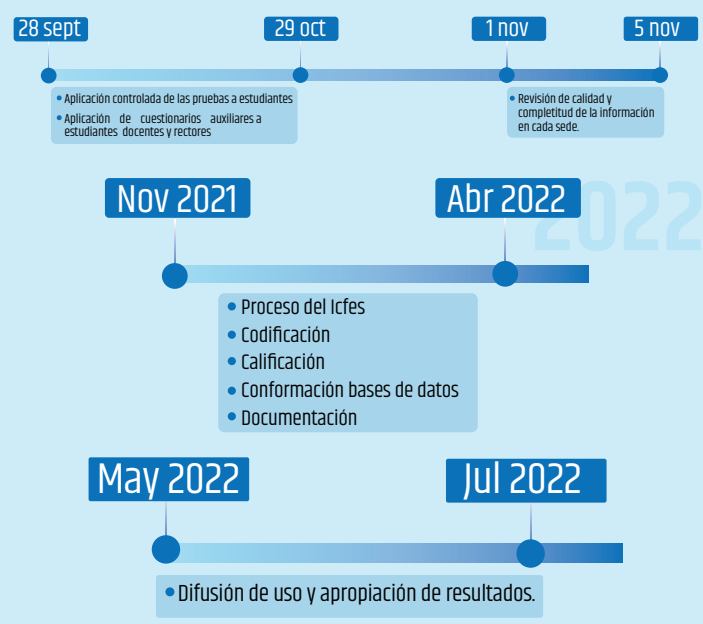 28 sept
29 oct
1 nov
5 nov
Aplicación controlada de las pruebas a estudiantes
Aplicación de cuestionarios auxiliares a
estudiantes docentes y rectores
Revisión de calidad y
completitud de la información
en cada sede.
2022
Nov 2021
Abr 2022
Proceso del Icfes
Codificación
Calificación
Conformación bases de datos
Documentación
May 2022
Jul 2022
Difusión de uso y apropiación de resultados.